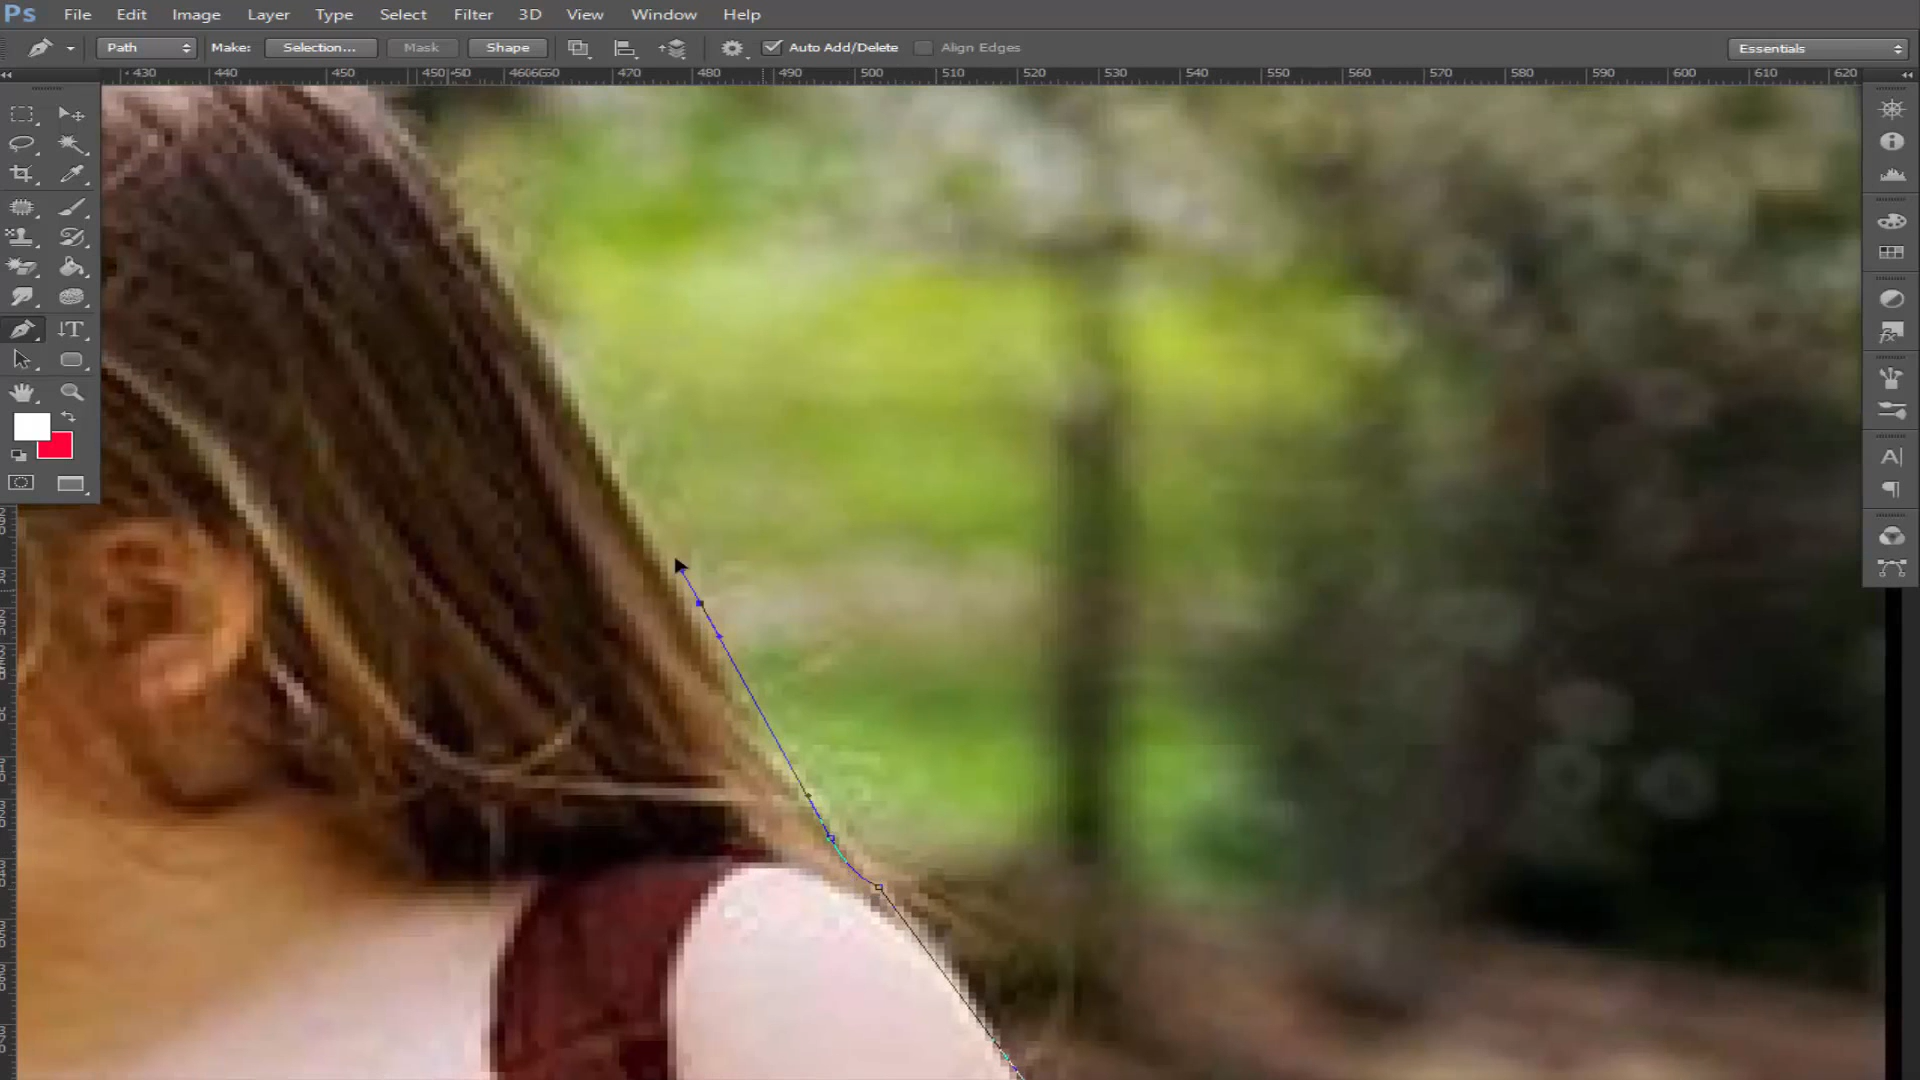 Ps File Edit Image Layer Type Select Filter 3D View Window Help
Path Make: Selection... Mask Shape Auto Add/Delete Align Edges Essentials
430 440 450 470 480 490 500 510 520 530 540 550 560 570 580 590 600 610 620